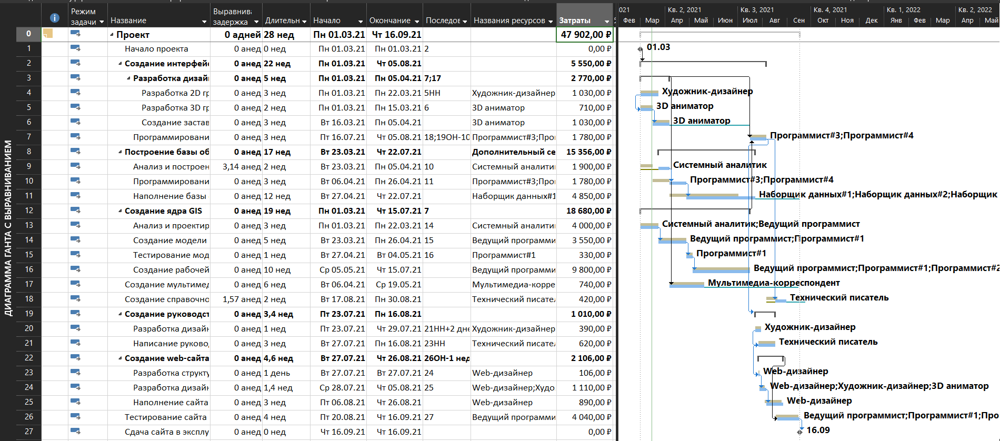 ДИАГРАММА ГАНТА С ВЫРАВНИВАНИЕМ
Режим задачи Название Выравнива задержка Длительн Начало Окончание Последов Названия ресурсов Затраты
021 Кв. 2, 2021 Кв. 3, 2021 Кв. 4, 2021 Кв. 1, 2022 Кв. 2, 2022
Фев Мар Апр Май Июн Июл Авг Сен Окт Ноя Дек Янв Фев Мар Апр Май
0 Проект 0 адней 28 нед Пн 01.03.21 Чт 16.09.21 47 902,00 ₽
1 Начало проекта 0 анед 0 нед Пн 01.03.21 Пн 01.03.21 2 0,00 ₽ 01.03
2 Создание интерфей 0 анед 22 нед Пн 01.03.21 Чт 05.08.21 5 550,00 ₽
3 Разработка дизай 0 анед 5 нед Пн 01.03.21 Пн 05.04.21 7;17 2 770,00 ₽
4 Разработка 2D гр 0 анед 3 нед Пн 01.03.21 Пн 22.03.21 5НН Художник-дизайнер 1 030,00 ₽ Художник-дизайнер
5 Разработка 3D гр 0 анед 2 нед Пн 01.03.21 Пн 15.03.21 6 3D аниматор 710,00 ₽ 3D аниматор
6 Создание застав 0 анед 3 нед Вт 16.03.21 Пн 05.04.21 3D аниматор 1 030,00 ₽ 3D аниматор
7 Программировани 0 анед 3 нед Пт 16.07.21 Чт 05.08.21 18;19ОН-10 Программист#3;Про 1 780,00 ₽ Программист#3;Программист#4
8 Построение базы об 0 анед 17 нед Вт 23.03.21 Чт 22.07.21 Дополнительный се 15 356,00 ₽
9 Анализ и построен 3,14 анед 2 нед Вт 23.03.21 Пн 05.04.21 10 Системный аналити 1 900,00 ₽ Системный аналитик
10 Программировани 0 анед 3 нед Вт 06.04.21 Пн 26.04.21 11 Программист#3;Про 1 780,00 ₽ Программист#3;Программист#4
11 Наполнение базы 0 анед 12 нед Вт 27.04.21 Чт 22.07.21 Наборщик данных#1 4 850,00 ₽ Наборщик данных#1;Наборщик данных#2;Наборщик
12 Создание ядра GIS 0 анед 19 нед Пн 01.03.21 Чт 15.07.21 7 18 680,00 ₽
13 Анализ и проектир 0 анед 3 нед Пн 01.03.21 Пн 22.03.21 14 Системный аналити 4 000,00 ₽ Системный аналитик;Ведущий программист
14 Создание модели 0 анед 5 нед Вт 23.03.21 Пн 26.04.21 15 Ведущий программи 3 550,00 ₽ Ведущий программист;Программист#1
15 Тестирование мод 0 анед 1 нед Вт 27.04.21 Вт 04.05.21 16 Программист#1 330,00 ₽ Программист#1
16 Создание рабочей 0 анед 10 нед Ср 05.05.21 Чт 15.07.21 Ведущий программи 9 800,00 ₽ Ведущий программист;Программист#1;Программист#2
17 Создание мультимед 0 анед 6 нед Вт 06.04.21 Ср 19.05.21 Мультимедиа-корре 740,00 ₽ Мультимедиа-корреспондент
18 Создание справочно 1,57 анед 2 нед Вт 17.08.21 Пн 30.08.21 Технический писател 420,00 ₽ Технический писатель
19 Создание руководст 0 анед 3,4 нед Пт 23.07.21 Пн 16.08.21 1 010,00 ₽
20 Разработка дизайн 0 анед 1 нед Пт 23.07.21 Чт 29.07.21 21НН+2 дне Художник-дизайнер 390,00 ₽ Художник-дизайнер
21 Написание руково 0 анед 3 нед Вт 27.07.21 Пн 16.08.21 23НН Технический писател 620,00 ₽ Технический писатель
22 Создание web-сайта 0 анед 4,6 нед Вт 27.07.21 Чт 26.08.21 26ОН-1 нед 2 106,00 ₽
23 Разработка структу 0 анед 1 день Вт 27.07.21 Вт 27.07.21 24 Web-дизайнер 106,00 ₽ Web-дизайнер
24 Разработка дизайн 0 анед 1,4 нед Ср 28.07.21 Чт 05.08.21 25 Web-дизайнер;Худо 1 110,00 ₽ Web-дизайнер;Художник-дизайнер;3D аниматор
25 Наполнение сайта 0 анед 3 нед Пт 06.08.21 Чт 26.08.21 Web-дизайнер 890,00 ₽ Web-дизайнер
26 Тестирование сайта 0 анед 4 нед Пт 20.08.21 Чт 16.09.21 27 Ведущий программи 4 040,00 ₽ Ведущий программист;Программист#1;Про
27 Сдача сайта в эксплу 0 анед 0 нед Чт 16.09.21 Чт 16.09.21 0,00 ₽ 16.09